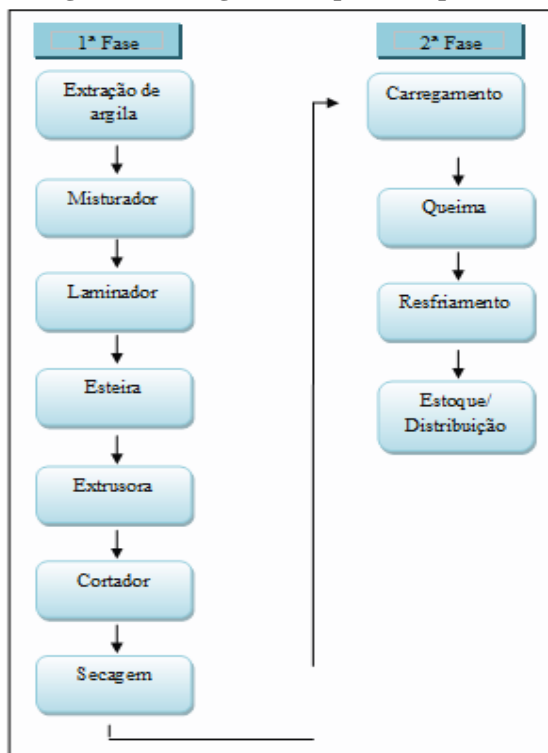 1ª Fase
Extração de
argila
Misturador
Laminador
Esteira
Extrusora
Cortador
Secagem
2ª Fase
Carregamento
Queima
Resfriamento
Estoque/
Distribuição